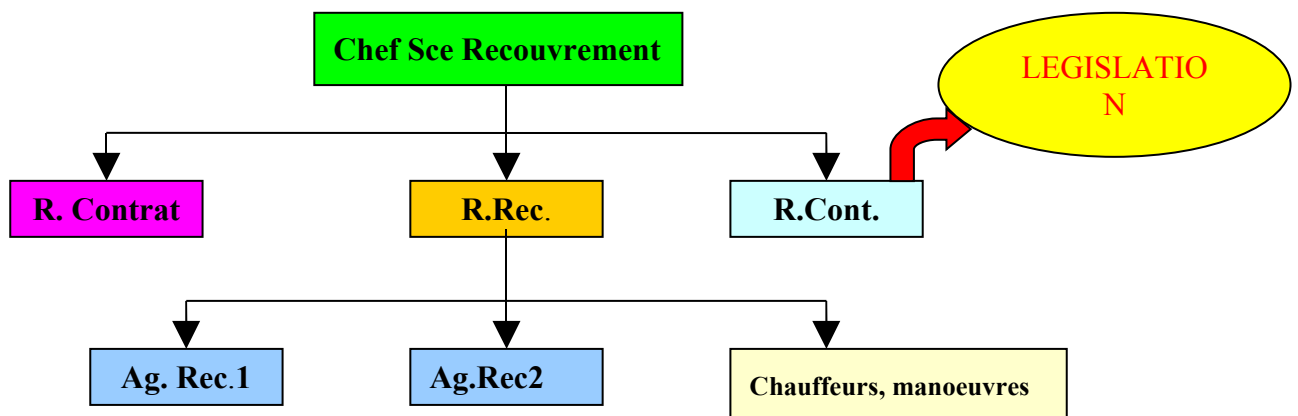 Chef Sce Recouvrement
LEGISLATIO
N
R. Contrat
R.Rec.
R.Cont.
Ag. Rec.1
Ag.Rec2
Chauffeurs, manoeuvres